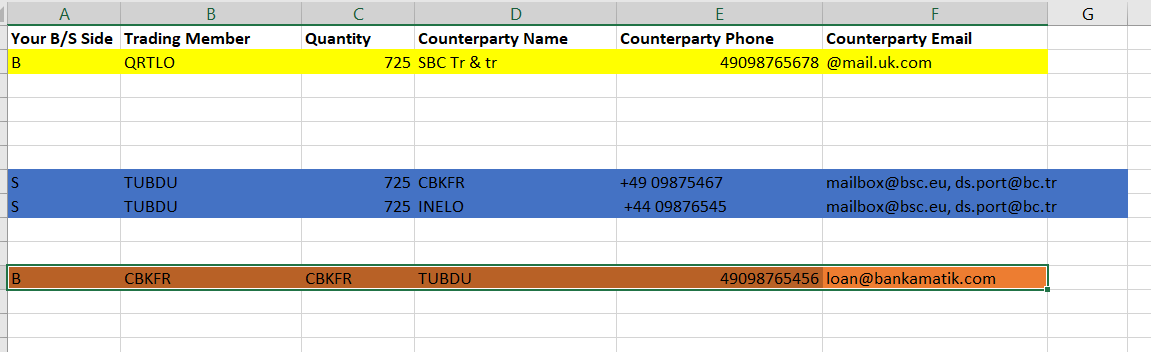 A B C D E F G
Your B/S Side Trading Member Quantity Counterparty Name Counterparty Phone Counterparty Email
B QRTLO 725 SBC Tr & tr 49098765678 @mail.uk.com
S TUBDU 725 CBKFR +49 09875467 mailbox@bsc.eu, ds.port@bc.tr
S TUBDU 725 INELO +44 09876545 mailbox@bsc.eu, ds.port@bc.tr
B CBKFR CBKFR TUBDU 49098765456 loan@bankamatik.com